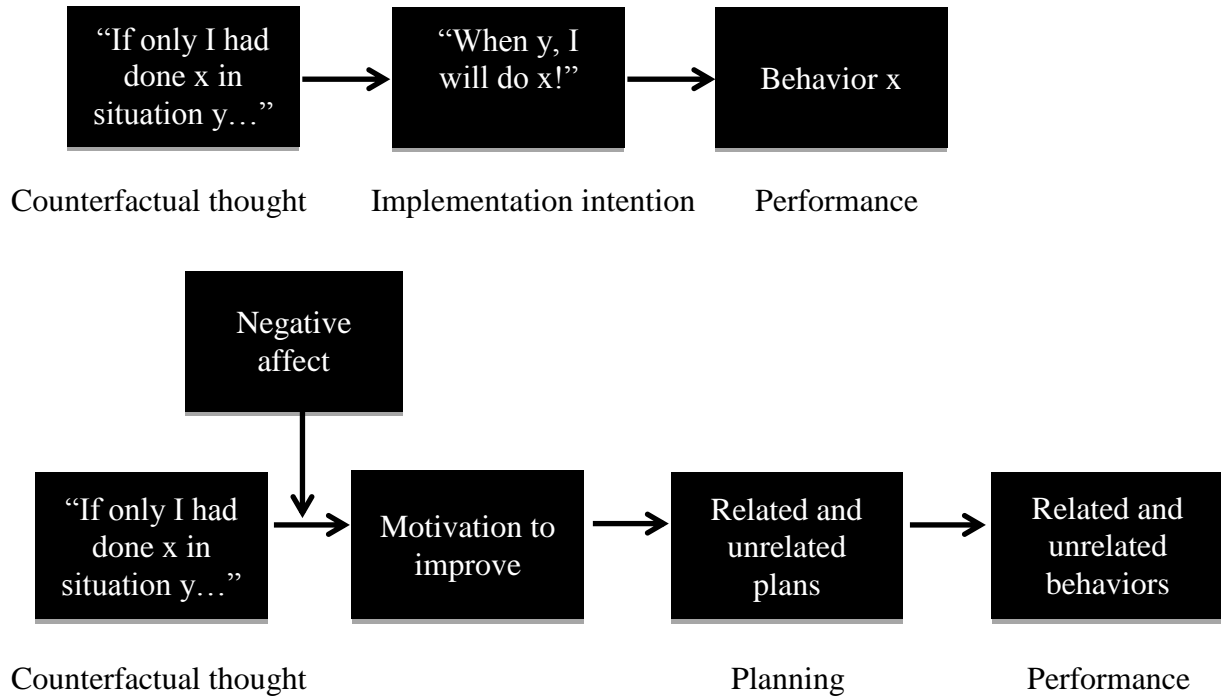 “If only I had
done x in
situation y…”
“When y, I
will do x!”
Behavior x
Counterfactual thought
Implementation intention
Performance
Negative
affect
“If only I had
done x in
situation y…”
Motivation to
improve
Related and
unrelated
plans
Related and
unrelated
behaviors
Counterfactual thought
Planning
Performance